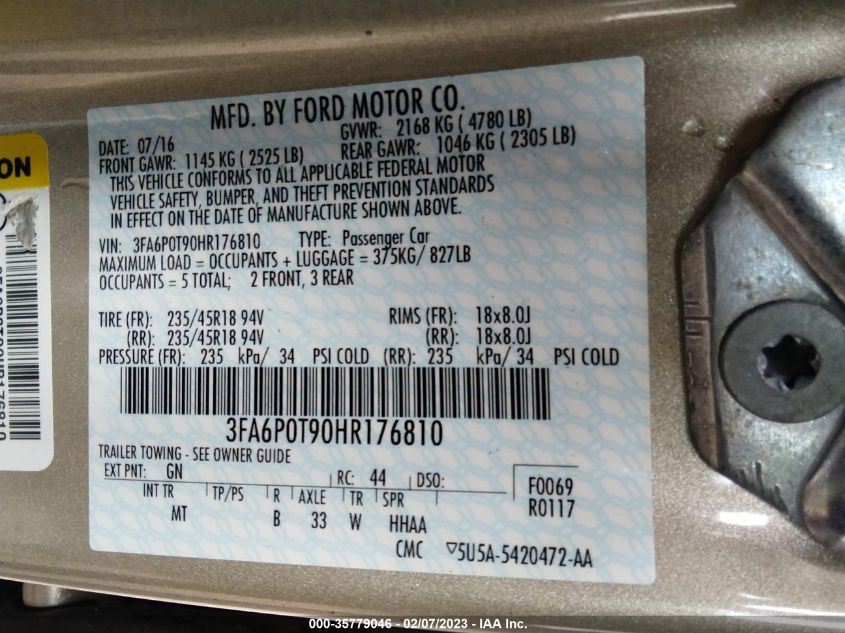 MFD. BY FORD MOTOR CO.
DATE: 07/16 GVWR: 2168 KG ( 4780 LB)
FRONT GAWR: 1145 KG ( 2525 LB) REAR GAWR: 1046 KG ( 2305 LB)
THIS VEHICLE CONFORMS TO ALL APPLICABLE FEDERAL MOTOR
VEHICLE SAFETY, BUMPER, AND THEFT PREVENTION STANDARDS
IN EFFECT ON THE DATE OF MANUFACTURE SHOWN ABOVE.
VIN: 3FA6P0T90HR176810 TYPE: Passenger Car
MAXIMUM LOAD = OCCUPANTS + LUGGAGE = 375KG/ 827LB
OCCUPANTS = 5 TOTAL; 2 FRONT, 3 REAR
TIRE (FR): 235/45R18 94V RIMS (FR): 18x8.0J
(RR): 235/45R18 94V (RR): 18x8.0J
PRESSURE (FR): 235 kPa/ 34 PSI COLD (RR): 235 kPa/ 34 PSI COLD
3FA6P0T90HR176810
TRAILER TOWING - SEE OWNER GUIDE
EXT PNT: GN RC: 44 DSO: F0069
INT TR TP/PS R AXLE TR SPR R0117
MT B 33 W HHAA
CMC ▽5U5A-5420472-AA
ON
000-35779046 - 02/07/2023 - IAA Inc.